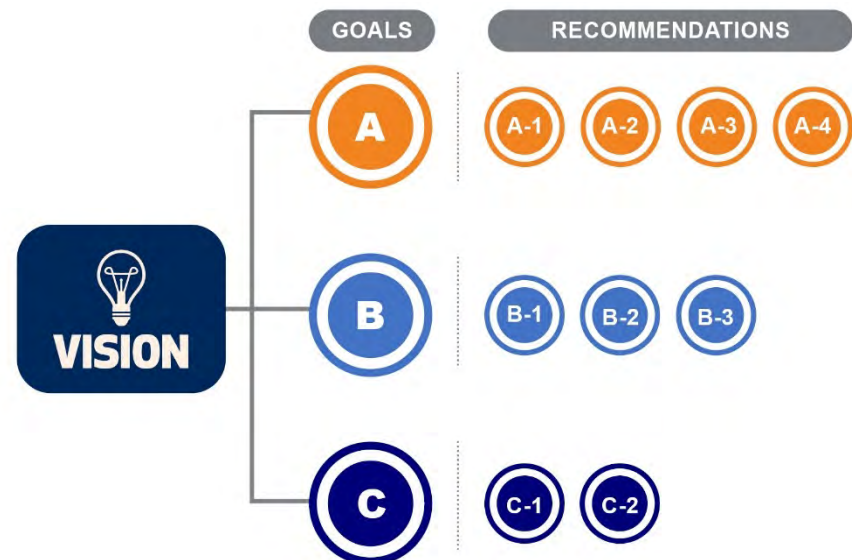 GOALS
RECOMMENDATIONS
A
A-1
A-2
A-3
A-4
VISION
B
B-1
B-2
B-3
C
C-1
C-2